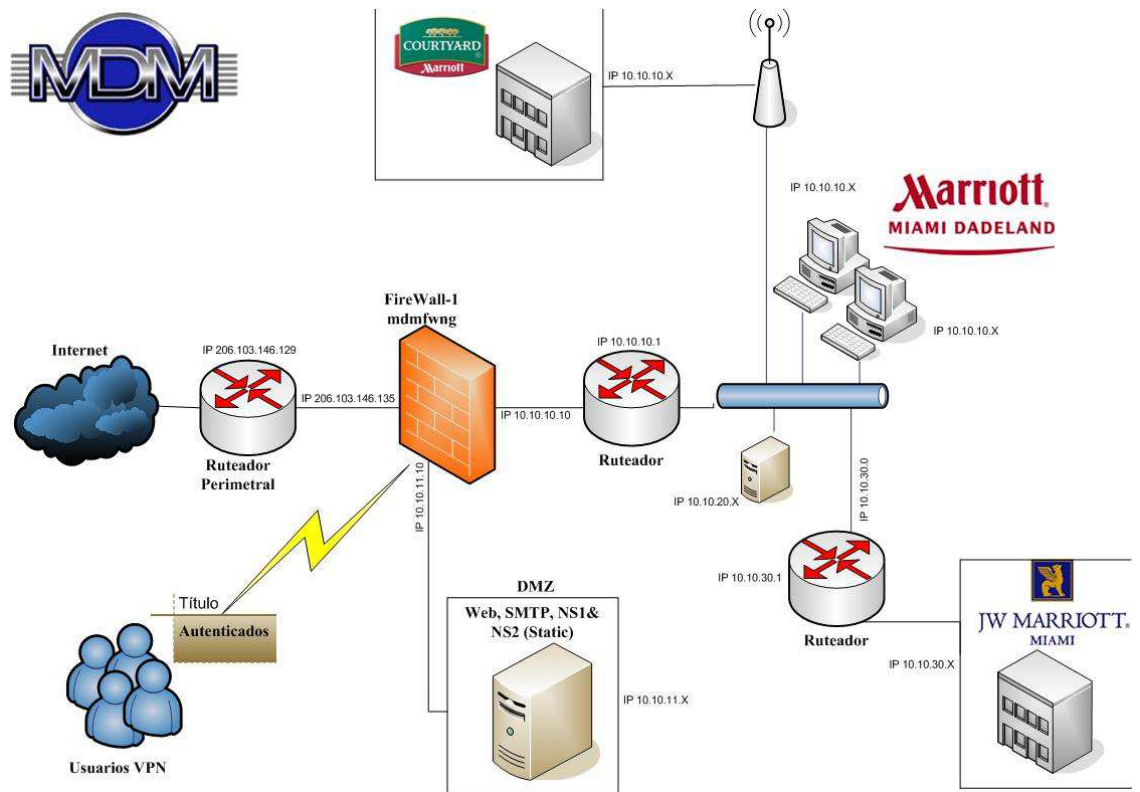 MDM
COURTYARD
Marriott
IP 10.10.10.X
IP 10.10.10.X
Marriott.
MIAMI DADELAND
IP 10.10.10.X
FireWall-1
mdmfwng
Internet
IP 206.103.146.129
IP 206.103.146.135
Ruteador
Perimetral
IP 10.10.10.10
IP 10.10.10.1
Ruteador
IP 10.10.11.10
IP 10.10.20.X
IP 10.10.30.0
IP 10.10.30.1
Ruteador
IP 10.10.30.X
JW MARRIOTT.
MIAMI
Título
Autenticados
Usuarios VPN
DMZ
Web, SMTP, NS1&
NS2 (Static)
IP 10.10.11.X